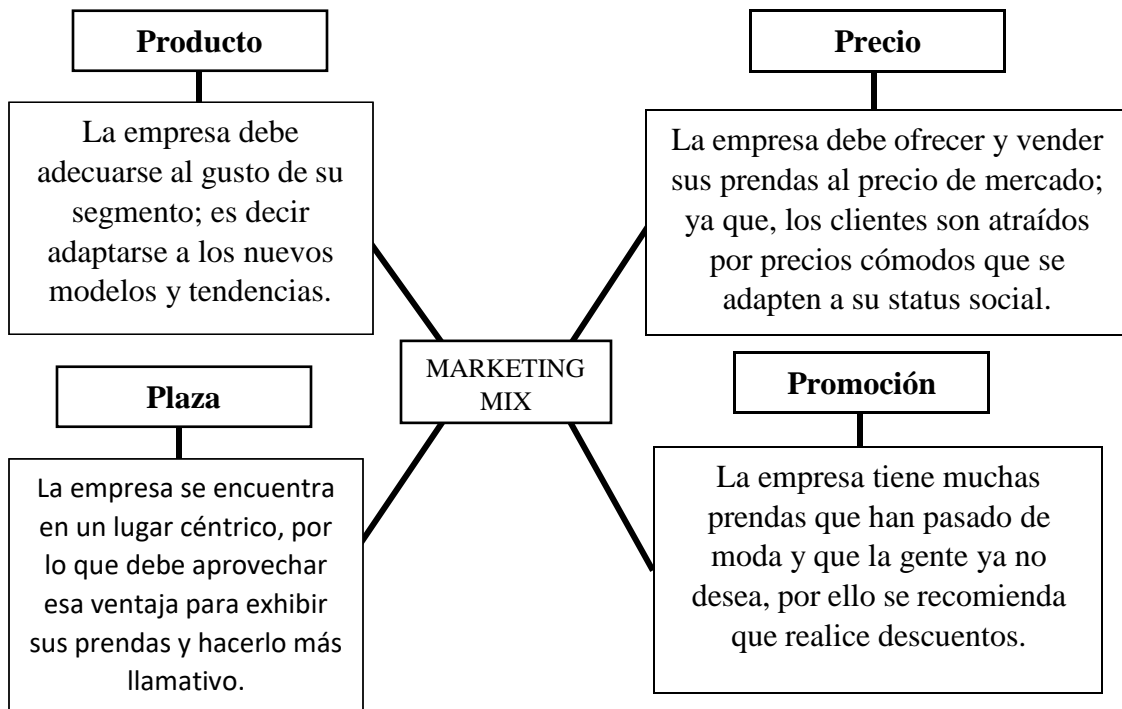 Producto
La empresa debe
adecuarse al gusto de su
segmento; es decir
adaptarse a los nuevos
modelos y tendencias.
Precio
La empresa debe ofrecer y vender
sus prendas al precio de mercado;
ya que, los clientes son atraídos
por precios cómodos que se
adapten a su status social.
MARKETING
MIX
Plaza
La empresa se encuentra
en un lugar céntrico, por
lo que debe aprovechar
esa ventaja para exhibir
sus prendas y hacerlo más
llamativo.
Promoción
La empresa tiene muchas
prendas que han pasado de
moda y que la gente ya no
desea, por ello se recomienda
que realice descuentos.